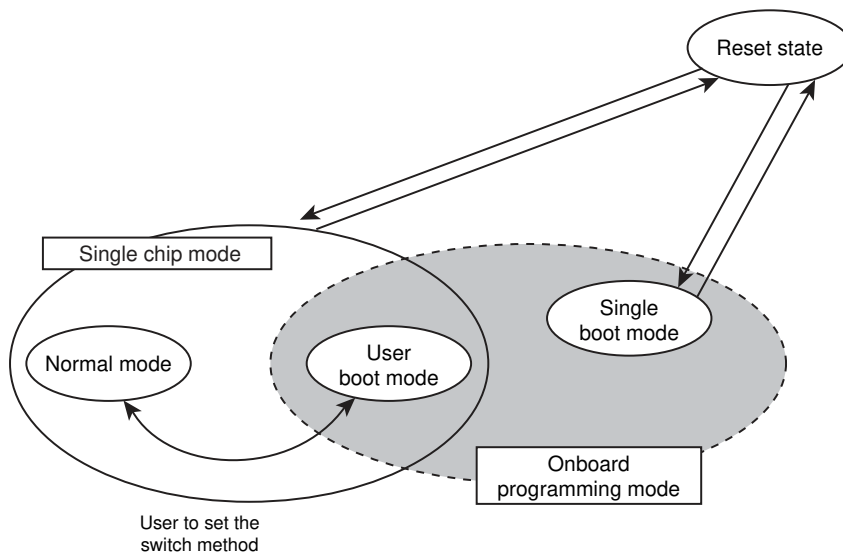 Reset state
Single chip mode
Single
boot mode
Normal mode
User
boot mode
Onboard
programming mode
User to set the
switch method